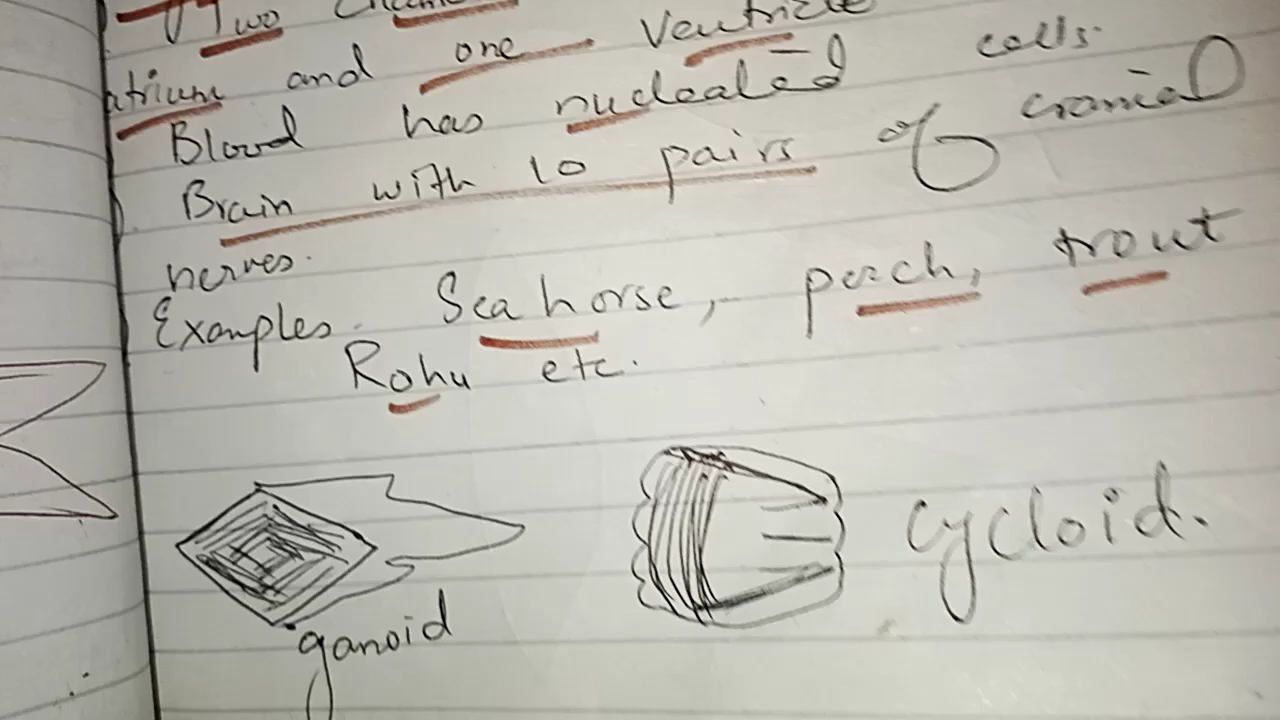 Two
atrium and one Ventricle
Blood has nucleated cells.
Brain with 10 pairs of cranial
nerves.
Examples. Sea horse, perch, trout
Rohu etc.
ganoid
cycloid.